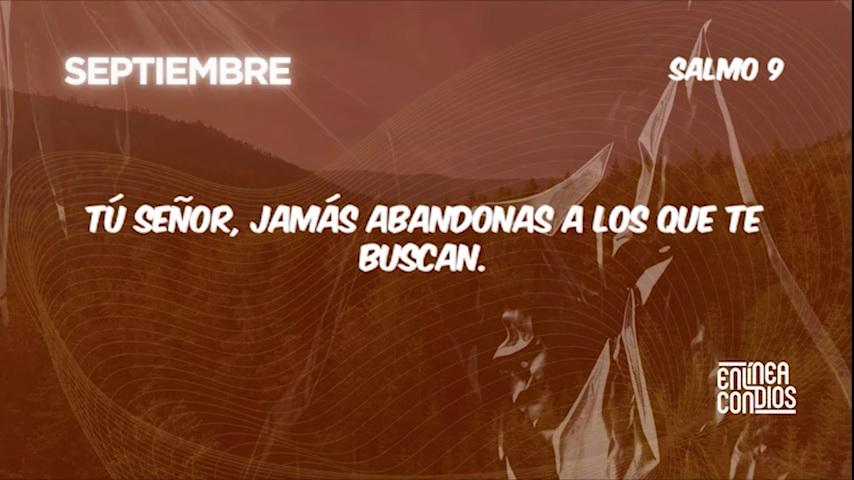 SEPTIEMBRE
SALMO 9
TÚ SEÑOR, JAMÁS ABANDONAS A LOS QUE TE
BUSCAN.
ENLÍNEA
CONDIOS